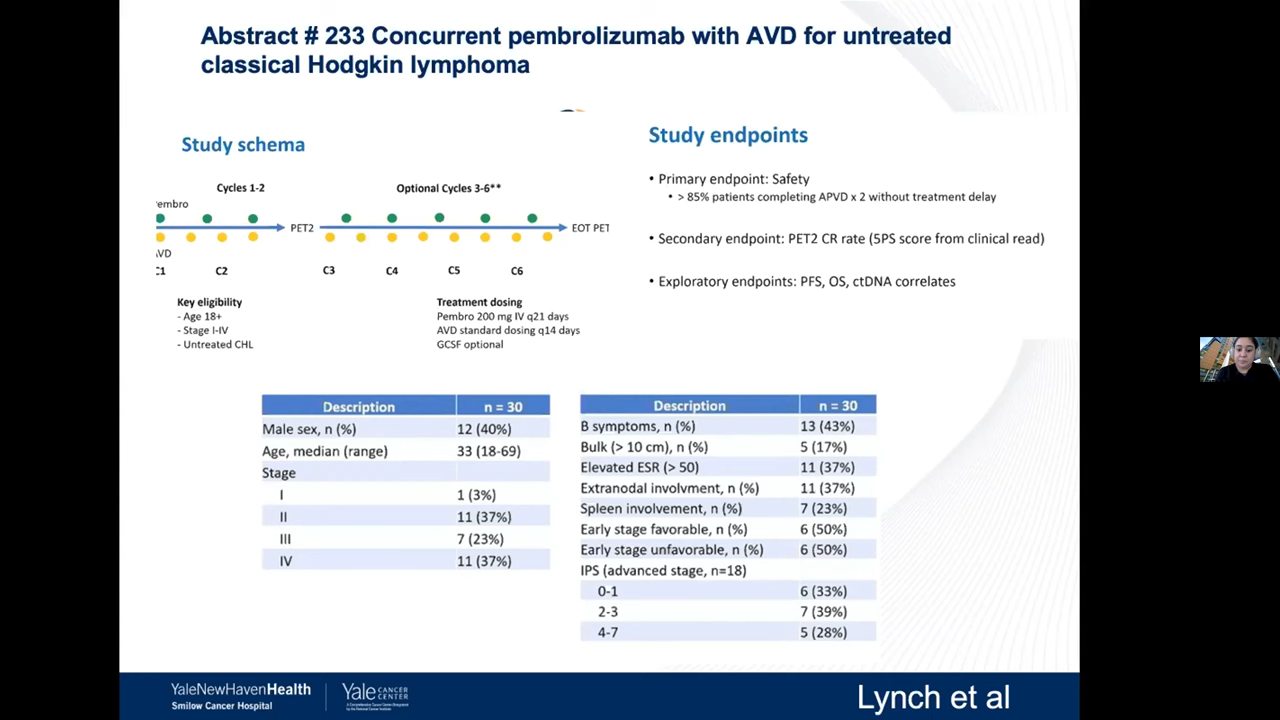 Abstract # 233 Concurrent pembrolizumab with AVD for untreated
classical Hodgkin lymphoma
Study schema
Cycles 1-2
Optional Cycles 3-6**
PET2
EOT PET
C2
C3
C4
C5
C6
Key eligibility
- Age 18+
- Stage I-IV
- Untreated CHL
Treatment dosing
Pembro 200 mg IV q21 days
AVD standard dosing q14 days
GCSF optional
Study endpoints
• Primary endpoint: Safety
• > 85% patients completing APVD x 2 without treatment delay
• Secondary endpoint: PET2 CR rate (5PS score from clinical read)
• Exploratory endpoints: PFS, OS, ctDNA correlates
Description n = 30
Male sex, n (%) 12 (40%)
Age, median (range) 33 (18-69)
Stage
I 1 (3%)
II 11 (37%)
III 7 (23%)
IV 11 (37%)
Description n = 30
B symptoms, n (%) 13 (43%)
Bulk (> 10 cm), n (%) 5 (17%)
Elevated ESR (> 50) 11 (37%)
Extranodal involvment, n (%) 11 (37%)
Spleen involvement, n (%) 7 (23%)
Early stage favorable, n (%) 6 (50%)
Early stage unfavorable, n (%) 6 (50%)
IPS (advanced stage, n=18)
0-1 6 (33%)
2-3 7 (39%)
4-7 5 (28%)
YaleNewHavenHealth
Smilow Cancer Hospital
Yale CANCER
CENTER
Lynch et al